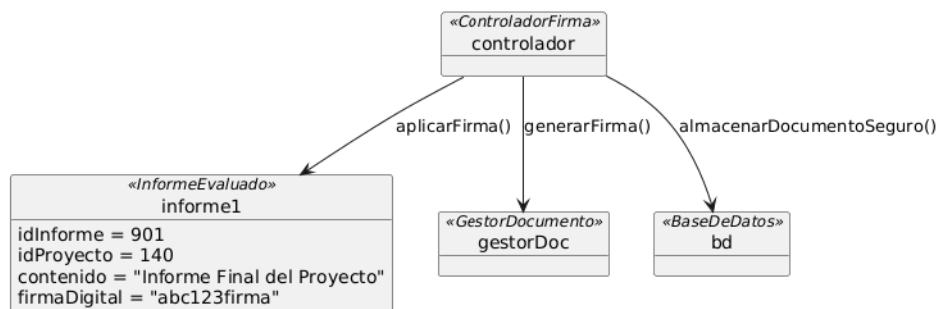 «ControladorFirma»
controlador
aplicarFirma()
generarFirma()
almacenarDocumentoSeguro()
«InformeEvaluado»
informe1
idInforme = 901
idProyecto = 140
contenido = "Informe Final del Proyecto"
firmaDigital = "abc123firma"
«GestorDocumento»
gestorDoc
«BaseDeDatos»
bd